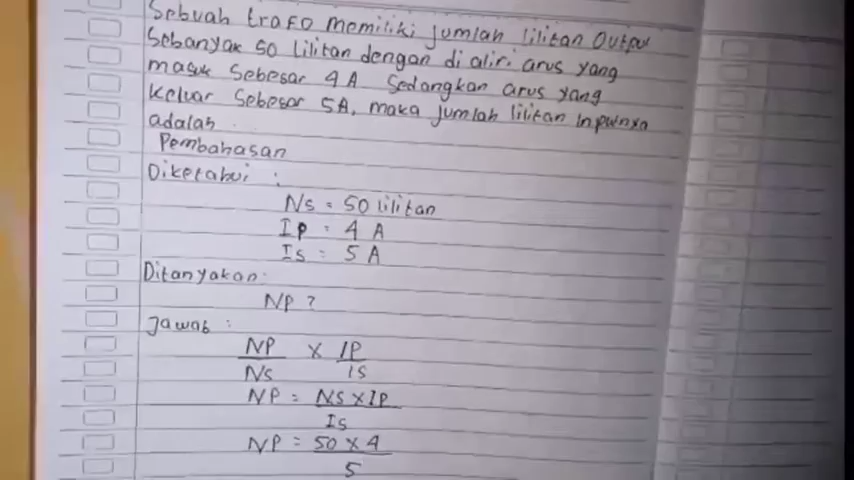 Sebuah trafo memiliki jumlah lilitan Output
Sebanyak 50 lilitan dengan di aliri arus yang
masuk Sebesar 4 A Sedangkan arus yang
Keluar Sebesar 5A, maka jumlah lilitan inputnya
adalah
Pembahasan
Diketahui :
Ns = 50 lilitan
Ip = 4 A
Is = 5 A
Ditanyakan:
NP ?
Jawab :
NP/Ns x IP/IS
NP = NS x IP/IS
NP = 50 x 4/5